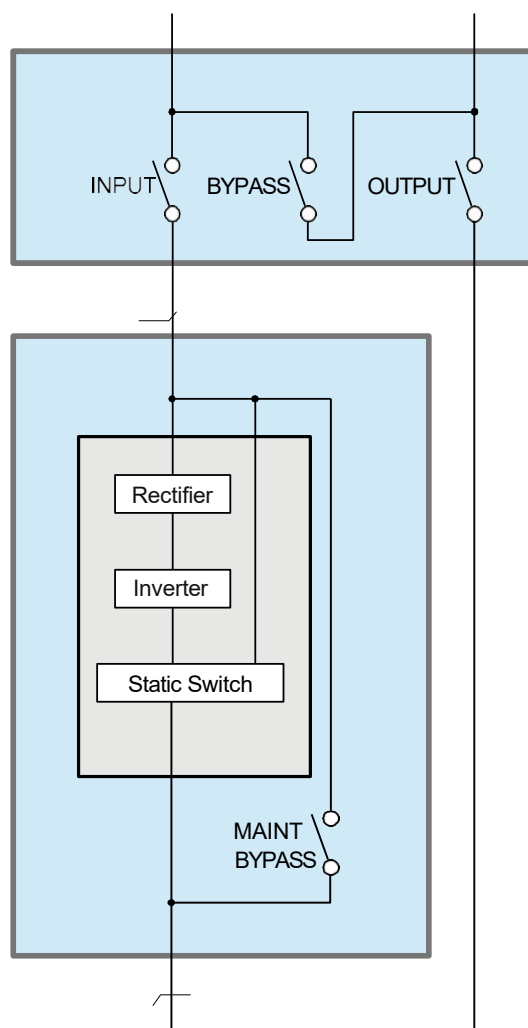 INPUT
BYPASS
OUTPUT
Rectifier
Inverter
Static Switch
MAINT
BYPASS